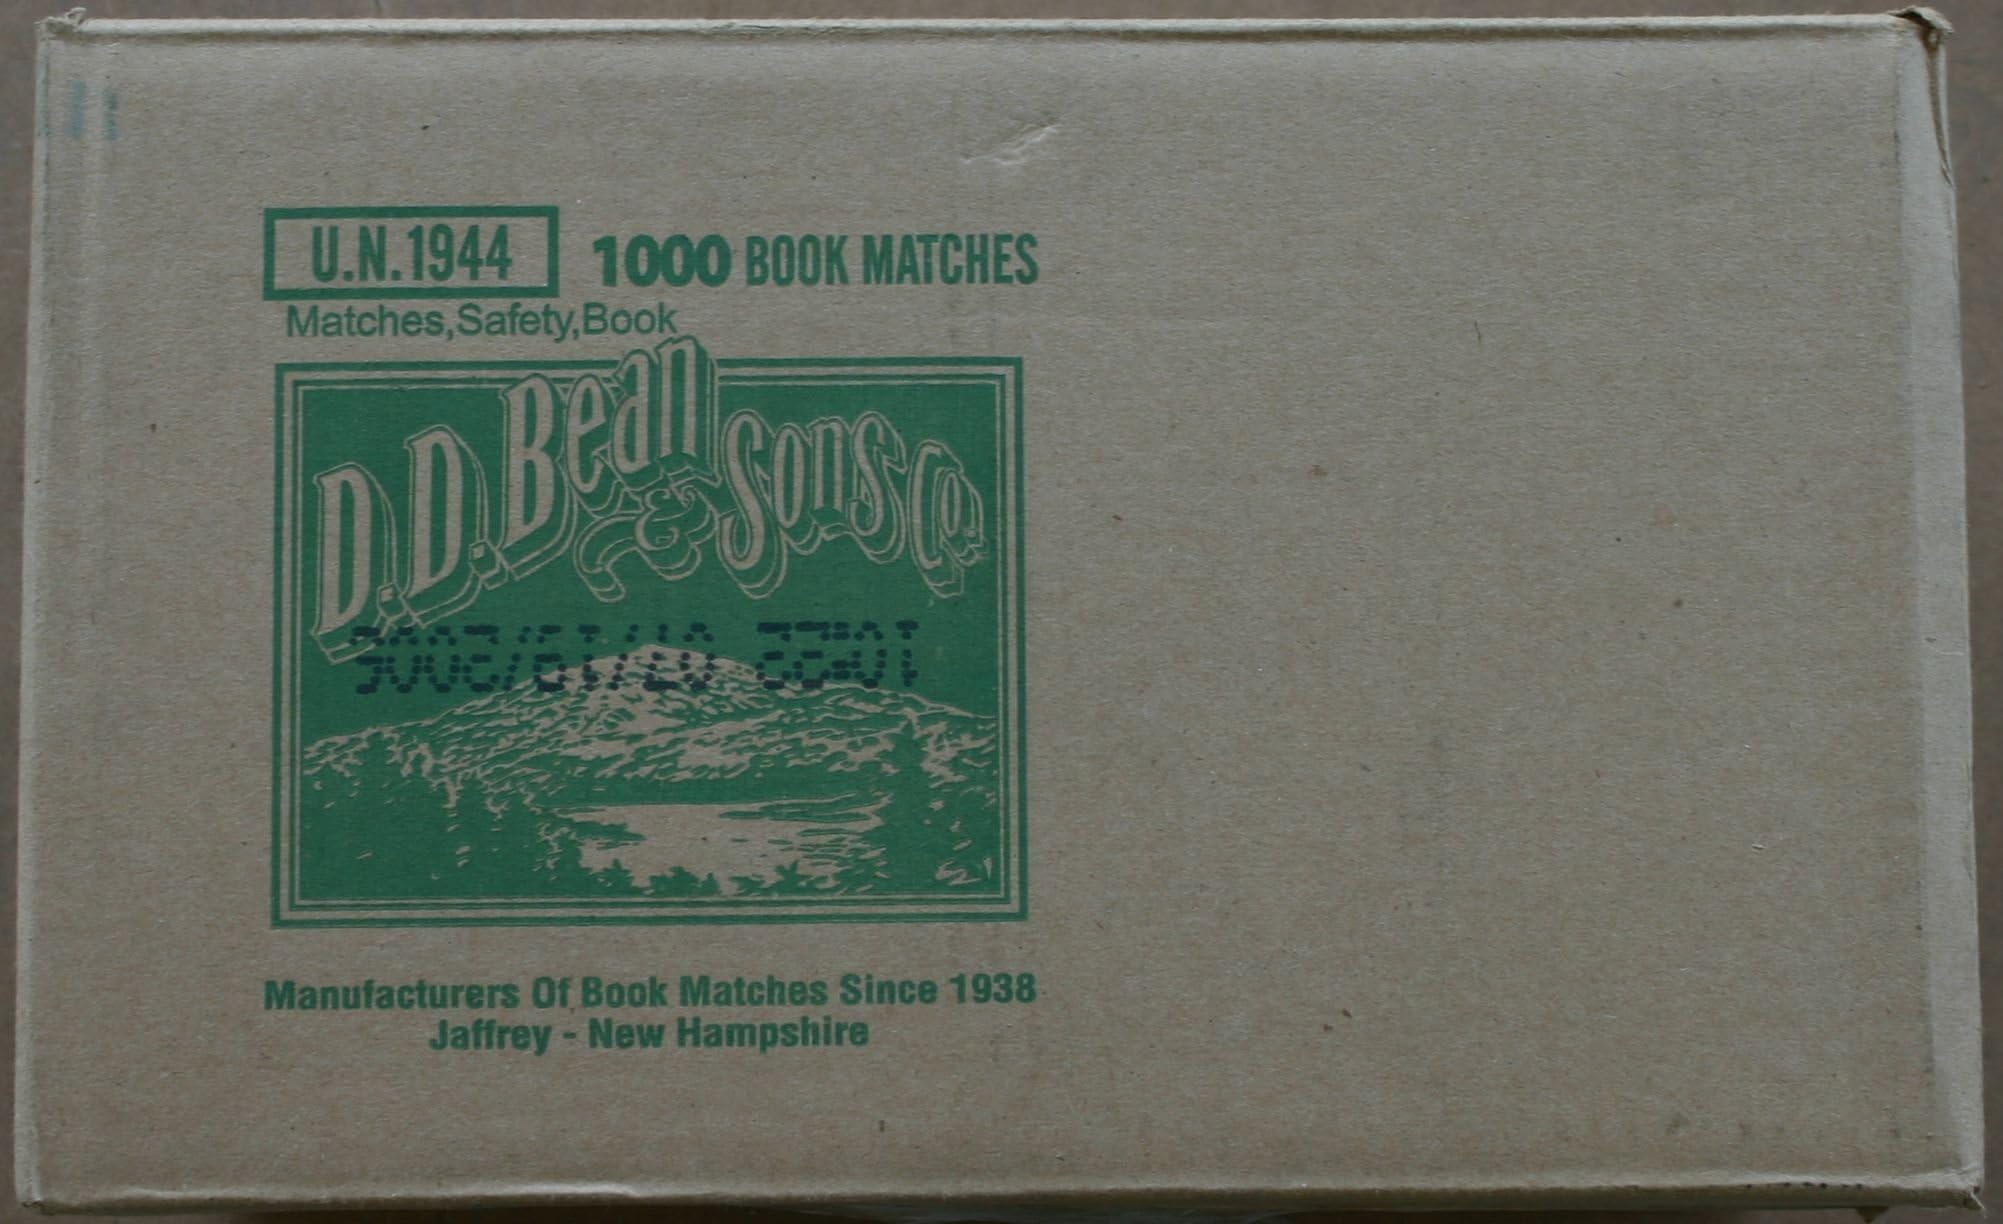 U.N.1944
1000 BOOK MATCHES
Matches,Safety,Book
D.D.Bean & Sons Co.
Manufacturers Of Book Matches Since 1938
Jaffrey - New Hampshire